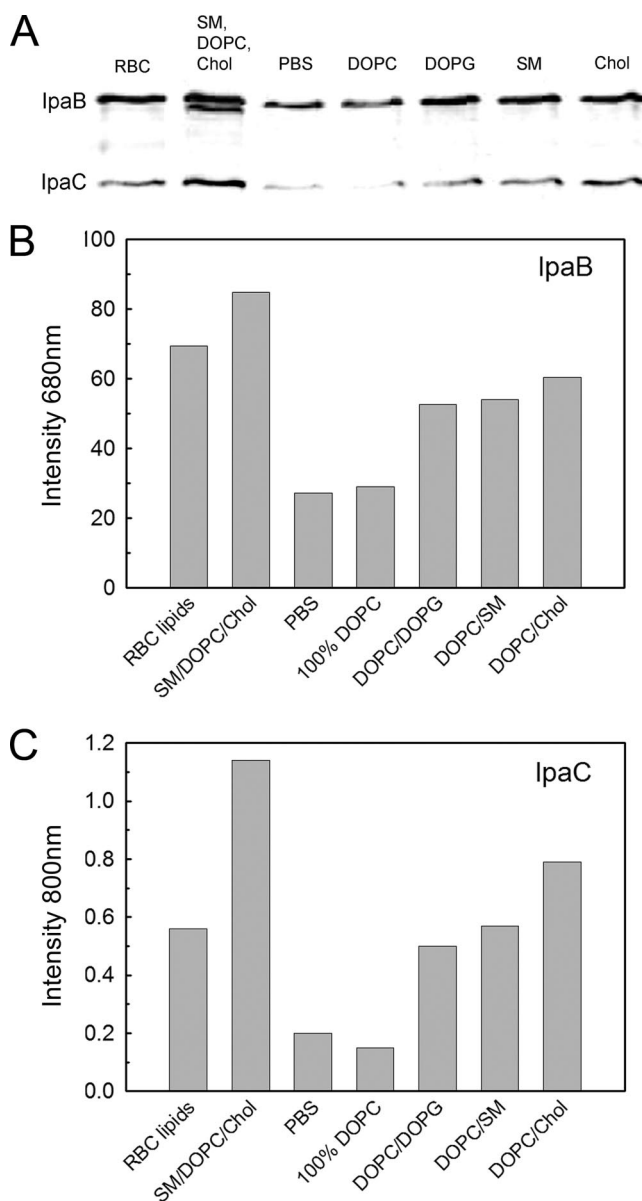 A
RBC
SM,
DOPC,
Chol
PBS
DOPC
DOPG
SM
Chol
IpaB
IpaC
B
IpaB
Intensity 680nm
100
80
60
40
20
0
RBC lipids
SM/DOPC/Chol
PBS
100% DOPC
DOPC/DOPG
DOPC/SM
DOPC/Chol
C
IpaC
Intensity 800nm
1.2
1.0
0.8
0.6
0.4
0.2
0.0
RBC lipids
SM/DOPC/Chol
PBS
100% DOPC
DOPC/DOPG
DOPC/SM
DOPC/Chol